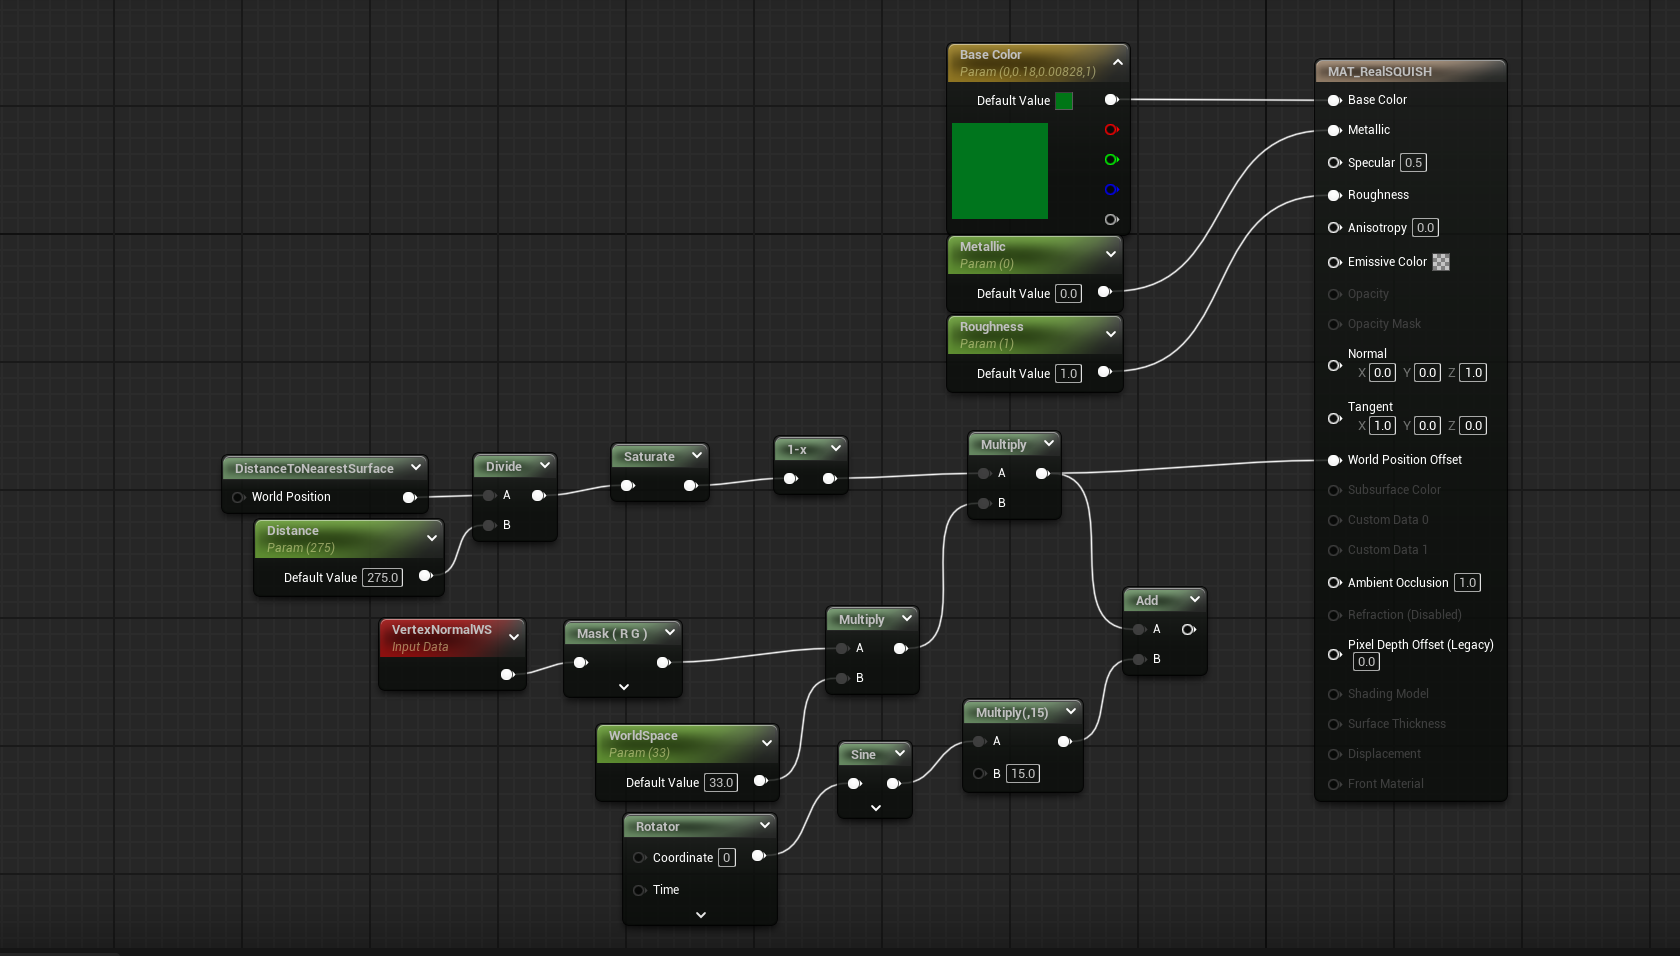 Base Color
Param (0,0.18,0.00828,1)
Default Value
Metallic
Param (0)
Default Value 0.0
Roughness
Param (1)
Default Value 1.0
MAT_RealSQUISH
Base Color
Metallic
Specular 0.5
Roughness
Anisotropy 0.0
Emissive Color
Opacity
Opacity Mask
Normal
X 0.0 Y 0.0 Z 1.0
Tangent
X 1.0 Y 0.0 Z 0.0
World Position Offset
Subsurface Color
Custom Data 0
Custom Data 1
Ambient Occlusion 1.0
Refraction (Disabled)
Pixel Depth Offset (Legacy)
0.0
Shading Model
Surface Thickness
Displacement
Front Material
DistanceToNearestSurface
World Position
Distance
Param (275)
Default Value 275.0
Divide
A
B
Saturate
1-x
Multiply
A
B
VertexNormalWS
Input Data
Mask ( R G )
Multiply
A
B
WorldSpace
Param (33)
Default Value 33.0
Rotator
Coordinate 0
Time
Sine
Multiply(,15)
A
B 15.0
Add
A
B